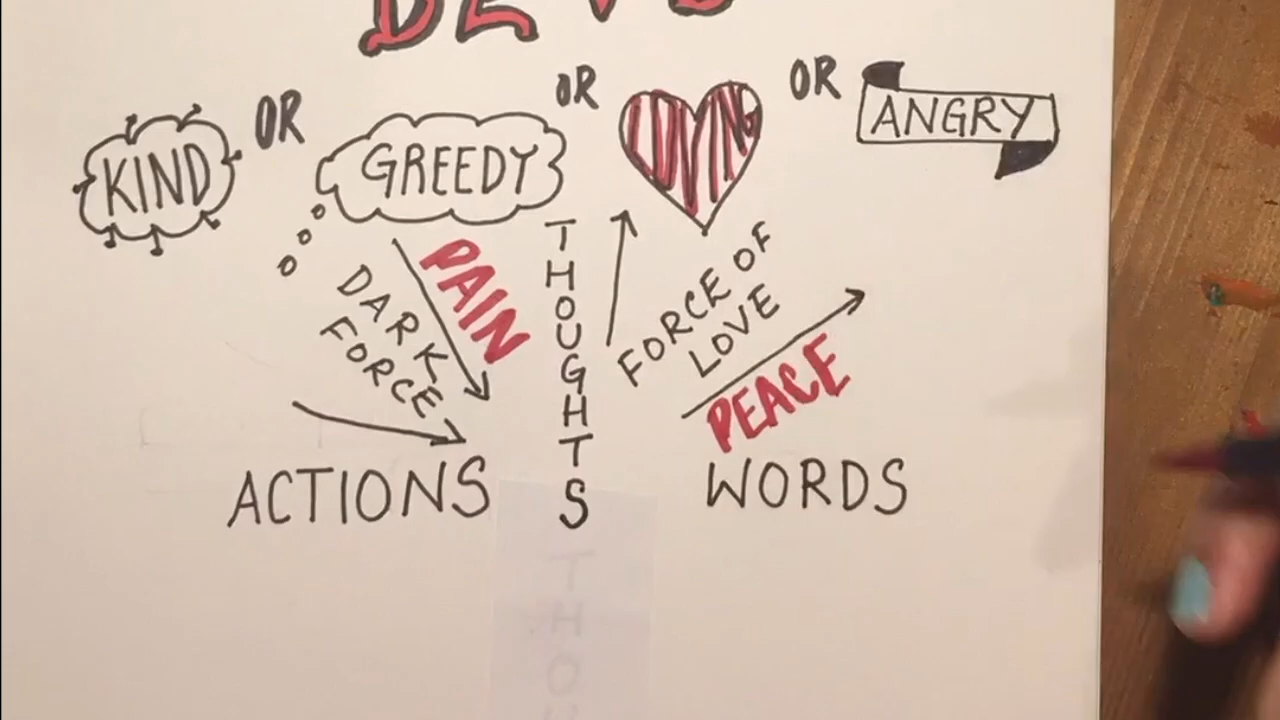 KIND OR GREEDY OR LOVING OR ANGRY
THOUGHTS
DARK
FORCE
PAIN
FORCE OF
LOVE
PEACE
ACTIONS
WORDS